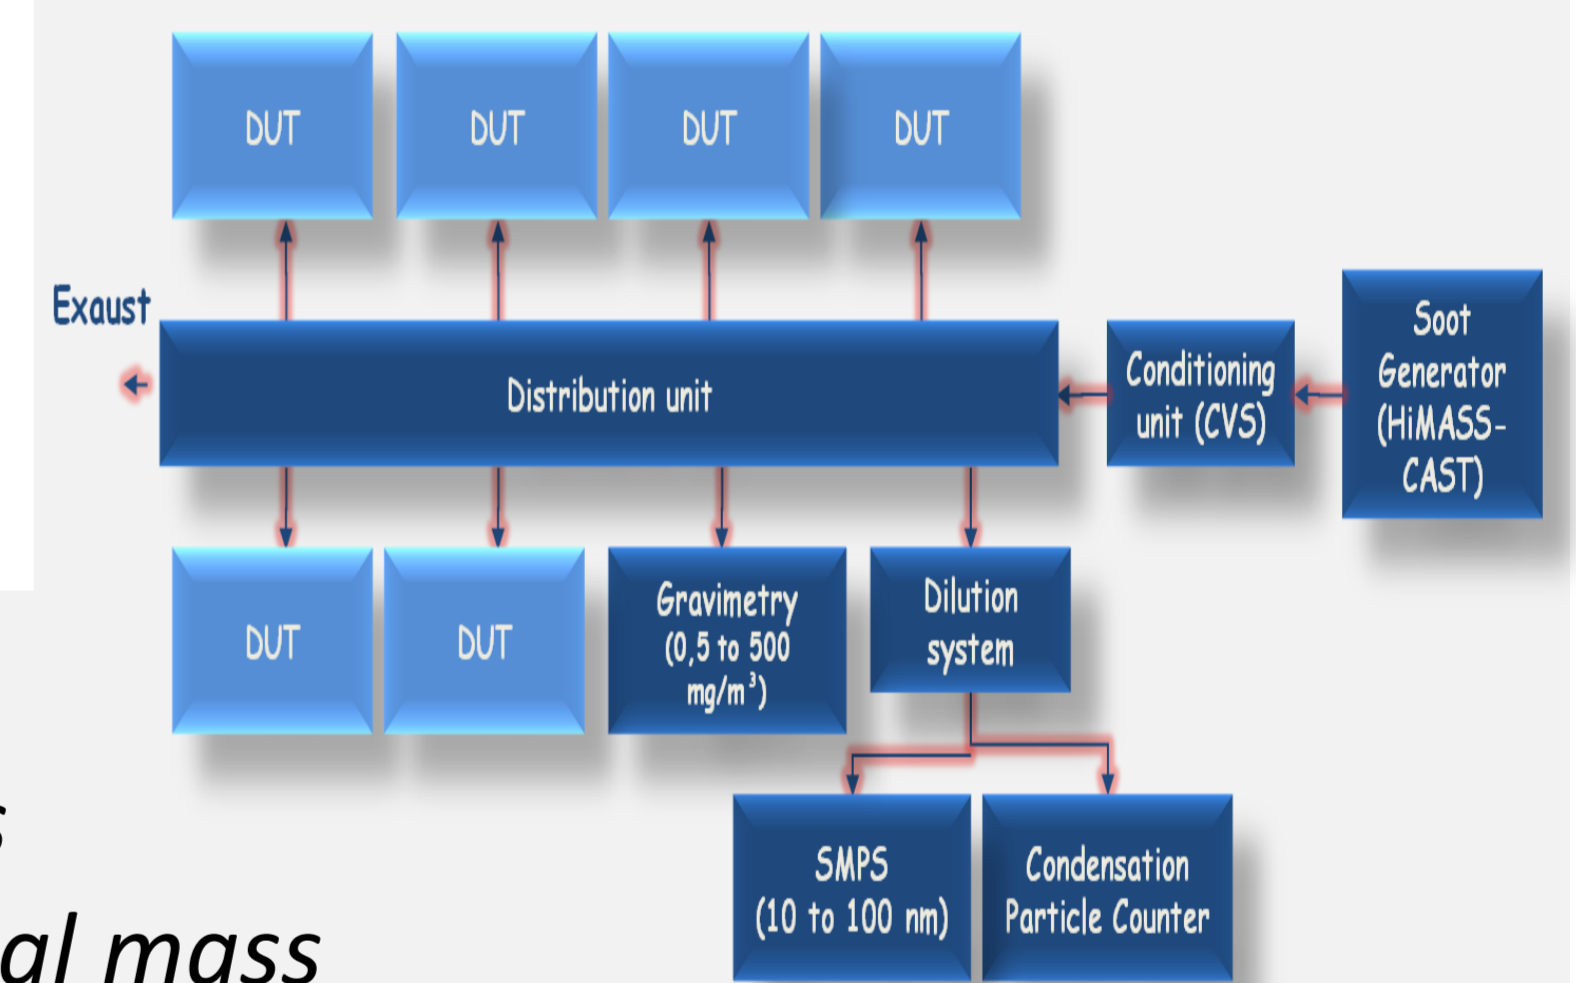 DUT
DUT
DUT
DUT
Exaust
Distribution unit
Conditioning
unit (CVS)
Soot
Generator
(HiMASS-
CAST)
DUT
DUT
Gravimetry
(0,5 to 500
mg/m³)
Dilution
system
SMPS
(10 to 100 nm)
Condensation
Particle Counter
mass